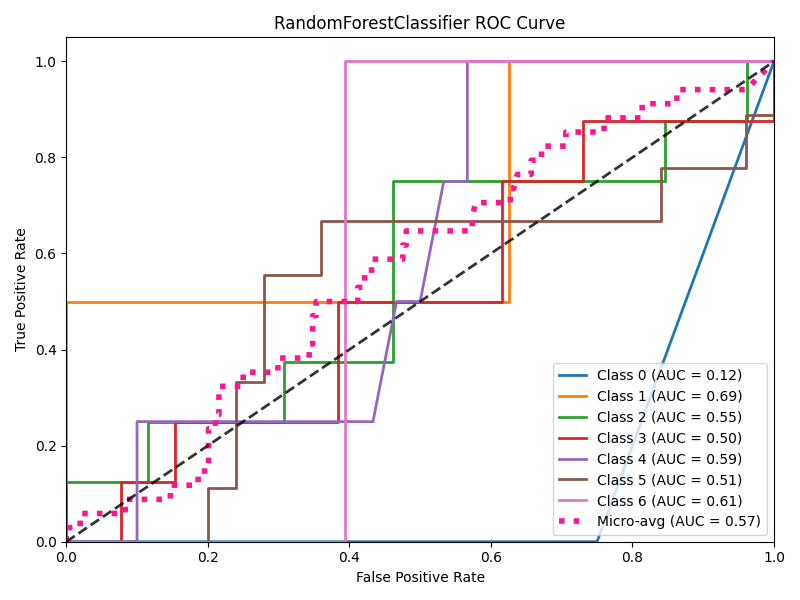 RandomForestClassifier ROC Curve
True Positive Rate
1.0
0.8
0.6
0.4
0.2
0.0
0.0 0.2 0.4 0.6 0.8 1.0
False Positive Rate
Class 0 (AUC = 0.12)
Class 1 (AUC = 0.69)
Class 2 (AUC = 0.55)
Class 3 (AUC = 0.50)
Class 4 (AUC = 0.59)
Class 5 (AUC = 0.51)
Class 6 (AUC = 0.61)
Micro-avg (AUC = 0.57)